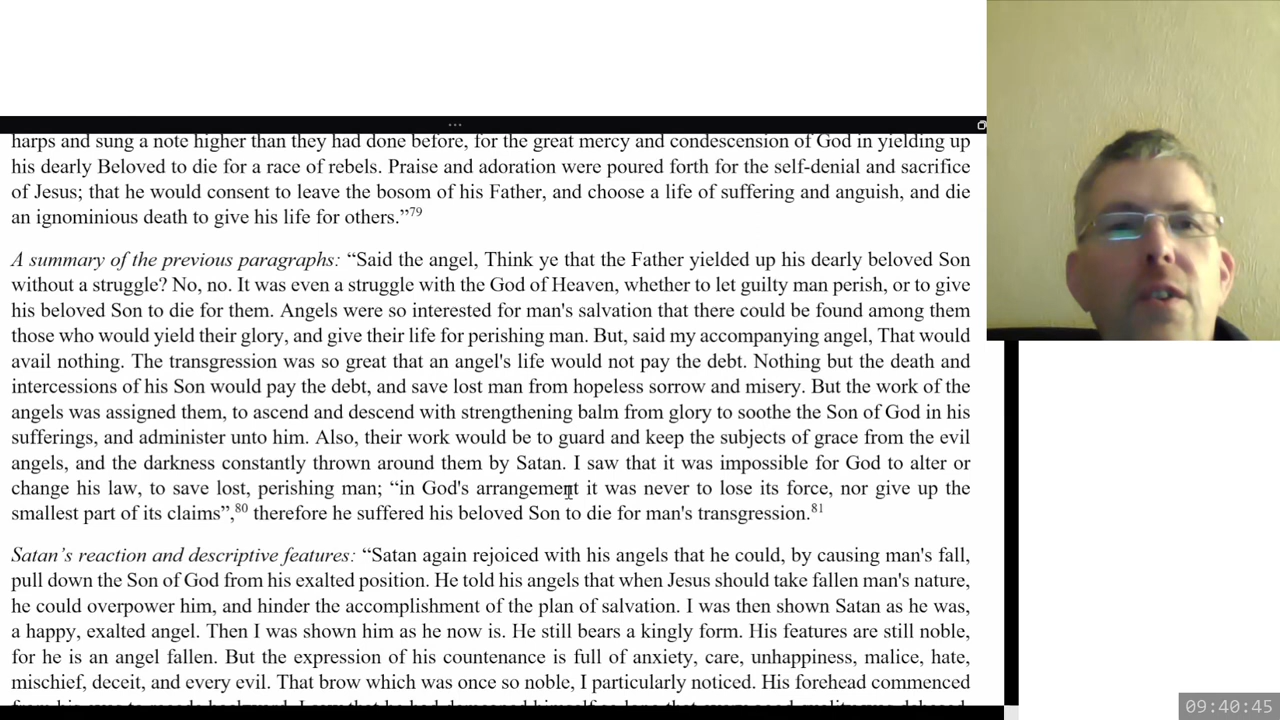 harps and sung a note higher than they had done before, for the great mercy and condescension of God in yielding up
his dearly Beloved to die for a race of rebels. Praise and adoration were poured forth for the self-denial and sacrifice
of Jesus; that he would consent to leave the bosom of his Father, and choose a life of suffering and anguish, and die
an ignominious death to give his life for others.”79
A summary of the previous paragraphs: “Said the angel, Think ye that the Father yielded up his dearly beloved Son
without a struggle? No, no. It was even a struggle with the God of Heaven, whether to let guilty man perish, or to give
his beloved Son to die for them. Angels were so interested for man's salvation that there could be found among them
those who would yield their glory, and give their life for perishing man. But, said my accompanying angel, That would
avail nothing. The transgression was so great that an angel's life would not pay the debt. Nothing but the death and
intercessions of his Son would pay the debt, and save lost man from hopeless sorrow and misery. But the work of the
angels was assigned them, to ascend and descend with strengthening balm from glory to soothe the Son of God in his
sufferings, and administer unto him. Also, their work would be to guard and keep the subjects of grace from the evil
angels, and the darkness constantly thrown around them by Satan. I saw that it was impossible for God to alter or
change his law, to save lost, perishing man; “in God's arrangement it was never to lose its force, nor give up the
smallest part of its claims”,80 therefore he suffered his beloved Son to die for man's transgression.81
Satan’s reaction and descriptive features: “Satan again rejoiced with his angels that he could, by causing man's fall,
pull down the Son of God from his exalted position. He told his angels that when Jesus should take fallen man's nature,
he could overpower him, and hinder the accomplishment of the plan of salvation. I was then shown Satan as he was,
a happy, exalted angel. Then I was shown him as he now is. He still bears a kingly form. His features are still noble,
for he is an angel fallen. But the expression of his countenance is full of anxiety, care, unhappiness, malice, hate,
mischief, deceit, and every evil. That brow which was once so noble, I particularly noticed. His forehead commenced
09:40:45